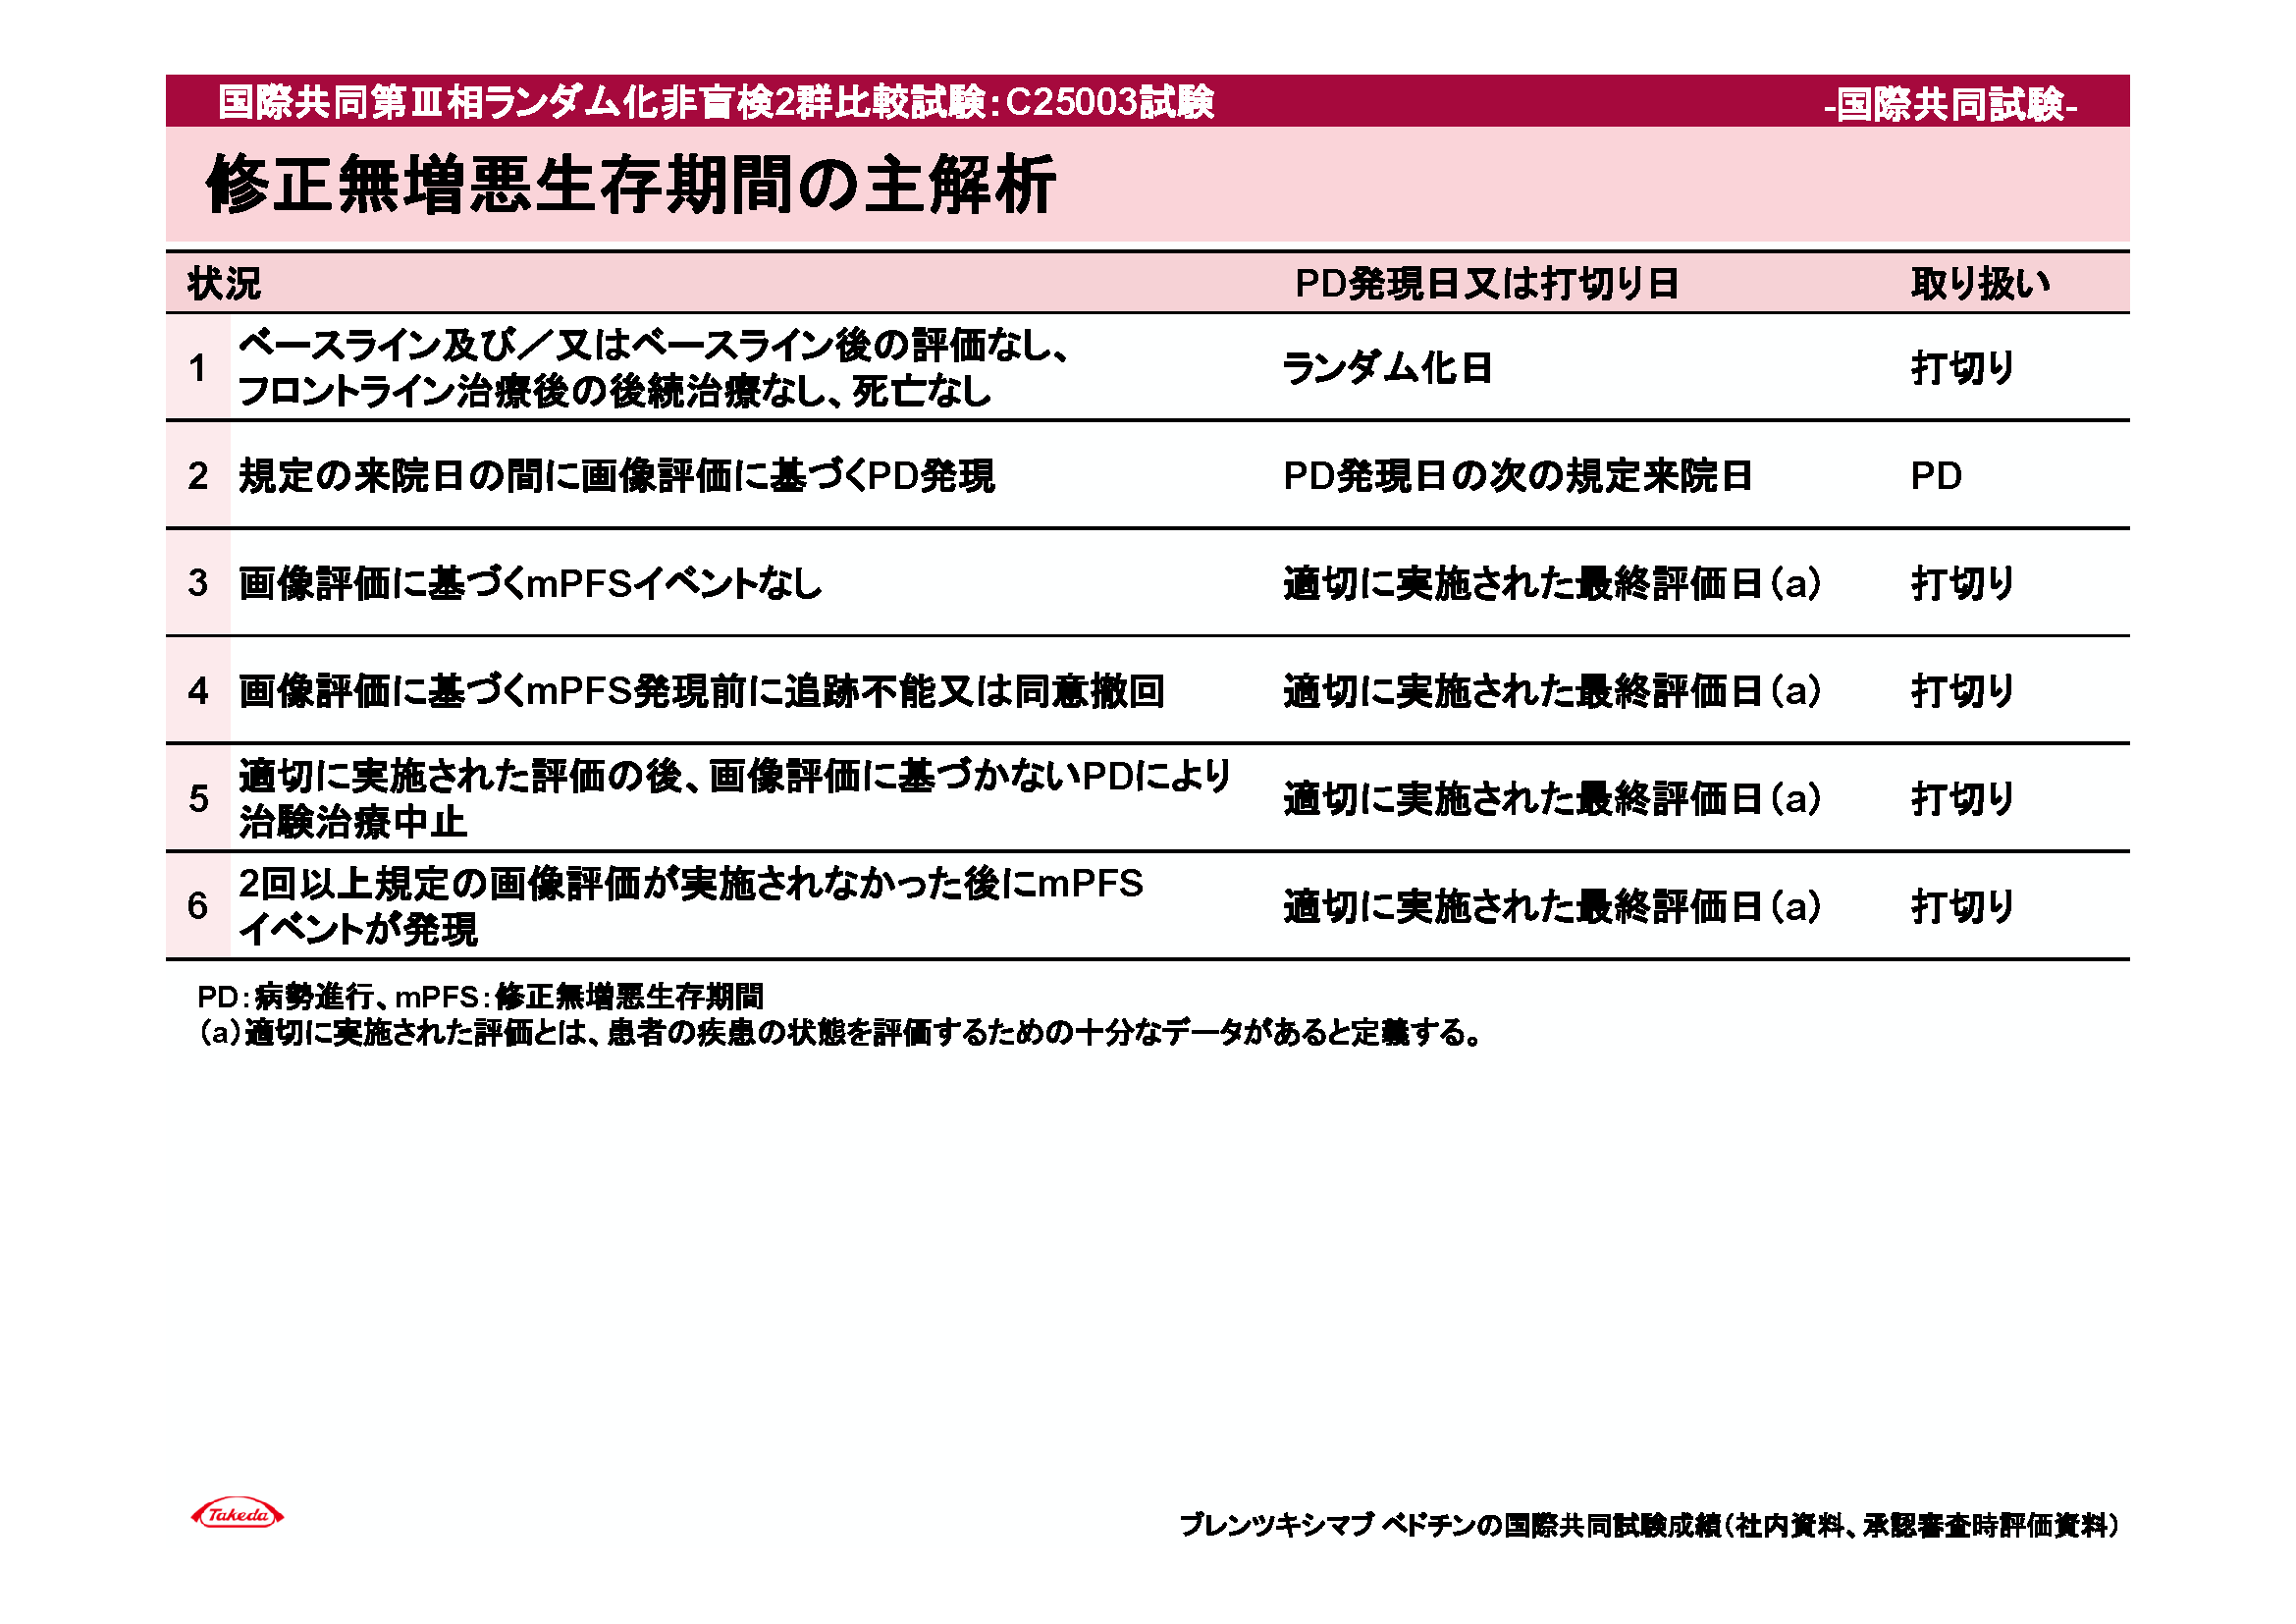 国際共同第Ⅲ相ランダム化非盲検2群比較試験：C25003試験
-国際共同試験-
修正無増悪生存期間の主解析
状況 PD発現日又は打切り日 取り扱い
1 ベースライン及び／又はベースライン後の評価なし、
フロントライン治療後の後続治療なし、死亡なし
ランダム化日 打切り
2 規定の来院日の間に画像評価に基づくPD発現 PD発現日の次の規定来院日 PD
3 画像評価に基づくmPFSイベントなし 適切に実施された最終評価日（a） 打切り
4 画像評価に基づくmPFS発現前に追跡不能又は同意撤回 適切に実施された最終評価日（a） 打切り
5 適切に実施された評価の後、画像評価に基づかないPDにより
治験治療中止
適切に実施された最終評価日（a） 打切り
6 2回以上規定の画像評価が実施されなかった後にmPFS
イベントが発現
適切に実施された最終評価日（a） 打切り
PD：病勢進行、mPFS：修正無増悪生存期間
（a）適切に実施された評価とは、患者の疾患の状態を評価するための十分なデータがあると定義する。
Takeda
ブレンツキシマブ ベドチンの国際共同試験成績（社内資料、承認審査時評価資料）